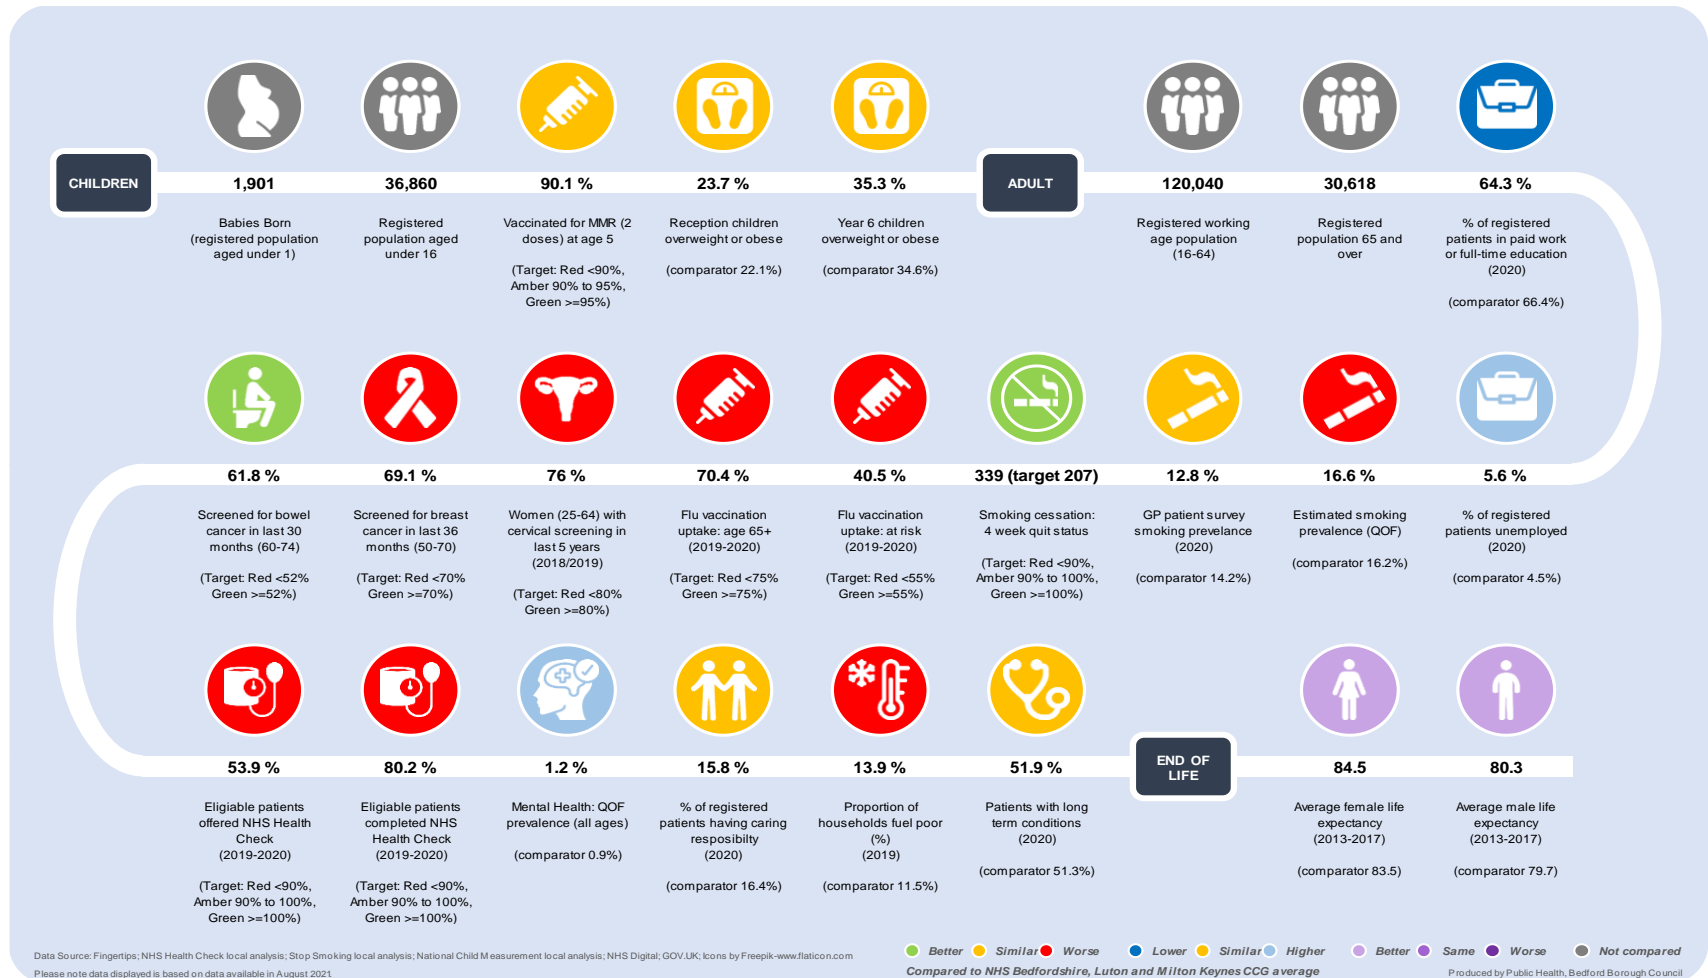 CHILDREN
1,901
36,860
90.1 %
23.7 %
35.3 %
ADULT
120,040
30,618
64.3 %
Babies Born
(registered population
aged under 1)
Registered
population aged
under 16
Vaccinated for MMR (2
doses) at age 5
(Target: Red <90%,
Amber 90% to 95%,
Green >=95%)
Reception children
overweight or obese
(comparator 22.1%)
Year 6 children
overweight or obese
(comparator 34.6%)
Registered working
age population
(16-64)
Registered
population 65 and
over
% of registered
patients in paid work
or full-time education
(2020)
(comparator 66.4%)
61.8 %
69.1 %
76 %
70.4 %
40.5 %
339 (target 207)
12.8 %
16.6 %
5.6 %
Screened for bowel
cancer in last 30
months (60-74)
(Target: Red <52%
Green >=52%)
Screened for breast
cancer in last 36
months (50-70)
(Target: Red <70%
Green >=70%)
Women (25-64) with
cervical screening in
last 5 years
(2018/2019)
(Target: Red <80%
Green >=80%)
Flu vaccination
uptake: age 65+
(2019-2020)
(Target: Red <75%
Green >=75%)
Flu vaccination
uptake: at risk
(2019-2020)
(Target: Red <55%
Green >=55%)
Smoking cessation:
4 week quit status
(Target: Red <90%,
Amber 90% to 100%,
Green >=100%)
GP patient survey
smoking prevelance
(2020)
(comparator 14.2%)
Estimated smoking
prevalence (QOF)
(comparator 16.2%)
% of registered
patients unemployed
(2020)
(comparator 4.5%)
53.9 %
80.2 %
1.2 %
15.8 %
13.9 %
51.9 %
END OF
LIFE
84.5
80.3
Eligiable patients
offered NHS Health
Check
(2019-2020)
(Target: Red <90%,
Amber 90% to 100%,
Green >=100%)
Eligiable patients
completed NHS
Health Check
(2019-2020)
(Target: Red <90%,
Amber 90% to 100%,
Green >=100%)
Mental Health: QOF
prevalence (all ages)
(comparator 0.9%)
% of registered
patients having caring
resposibilty
(2020)
(comparator 16.4%)
Proportion of
households fuel poor
(%)
(2019)
(comparator 11.5%)
Patients with long
term conditions
(2020)
(comparator 51.3%)
Average female life
expectancy
(2013-2017)
(comparator 83.5)
Average male life
expectancy
(2013-2017)
(comparator 79.7)
Data Source: Fingertips; NHS Health Check local analysis; Stop Smoking local analysis; National Child Measurement local analysis; NHS Digital; GOV.UK; Icons by Freepik-www.flaticon.com
Please note data displayed is based on data available in August 2021.
Better Similar Worse Lower Similar Higher Better Same Worse Not compared
Compared to NHS Bedfordshire, Luton and Milton Keynes CCG average
Produced by Public Health, Bedford Borough Council